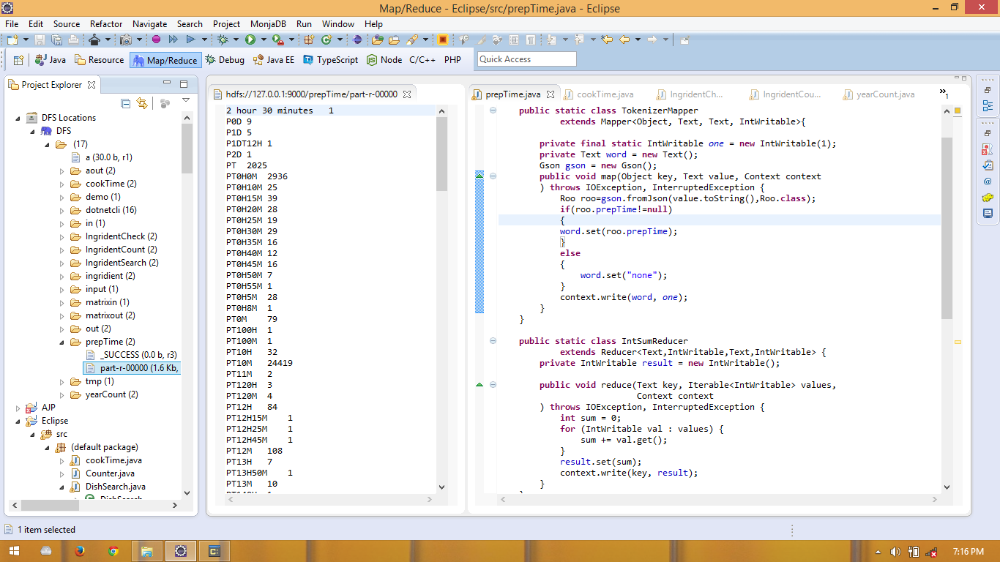 Map/Reduce - Eclipse/src/prepTime.java - Eclipse
File Edit Source Refactor Navigate Search Project MonjaDB Run Window Help
Java Resource Map/Reduce Debug Java EE TypeScript Node C/C++ PHP Quick Access
Project Explorer
DFS Locations
DFS
(17)
a (30.0 b, r1)
aout (2)
cookTime (2)
demo (1)
dotnetcli (16)
in (1)
IngridentCheck (2)
IngridentCount (2)
IngridentSearch (2)
ingridient (2)
input (1)
matrixin (1)
matrixout (2)
out (2)
prepTime (2)
_SUCCESS (0.0 b, r3)
part-r-00000 (1.6 Kb,
tmp (1)
yearCount (2)
AJP
Eclipse
src
(default package)
cookTime.java
Counter.java
DishSearch.java
DishSearch
hdfs://127.0.0.1:9000/prepTime/part-r-00000
2 hour 30 minutes 1
P0D 9
P1D 5
P1DT12H 1
P2D 1
PT 2025
PT0H0M 2936
PT0H10M 25
PT0H15M 39
PT0H20M 28
PT0H25M 19
PT0H30M 29
PT0H35M 16
PT0H40M 12
PT0H45M 16
PT0H50M 7
PT0H55M 1
PT0H5M 28
PT0H8M 1
PT0M 79
PT100H 1
PT100M 1
PT10H 32
PT10M 24419
PT11M 2
PT120H 3
PT120M 4
PT12H 84
PT12H15M 1
PT12H25M 1
PT12H45M 1
PT12M 108
PT13H 7
PT13H50M 1
PT13M 10
prepTime.java cookTime.java IngridentCh... IngridentCou... yearCount.java »1
public static class TokenizerMapper
extends Mapper<Object, Text, Text, IntWritable>{
private final static IntWritable one = new IntWritable(1);
private Text word = new Text();
Gson gson = new Gson();
public void map(Object key, Text value, Context context
) throws IOException, InterruptedException {
Roo roo=gson.fromJson(value.toString(),Roo.class);
if(roo.prepTime!=null)
{
word.set(roo.prepTime);
}
else
{
word.set("none");
}
context.write(word, one);
}
}
public static class IntSumReducer
extends Reducer<Text,IntWritable,Text,IntWritable> {
private IntWritable result = new IntWritable();
public void reduce(Text key, Iterable<IntWritable> values,
Context context
) throws IOException, InterruptedException {
int sum = 0;
for (IntWritable val : values) {
sum += val.get();
}
result.set(sum);
context.write(key, result);
}
1 item selected
7:16 PM